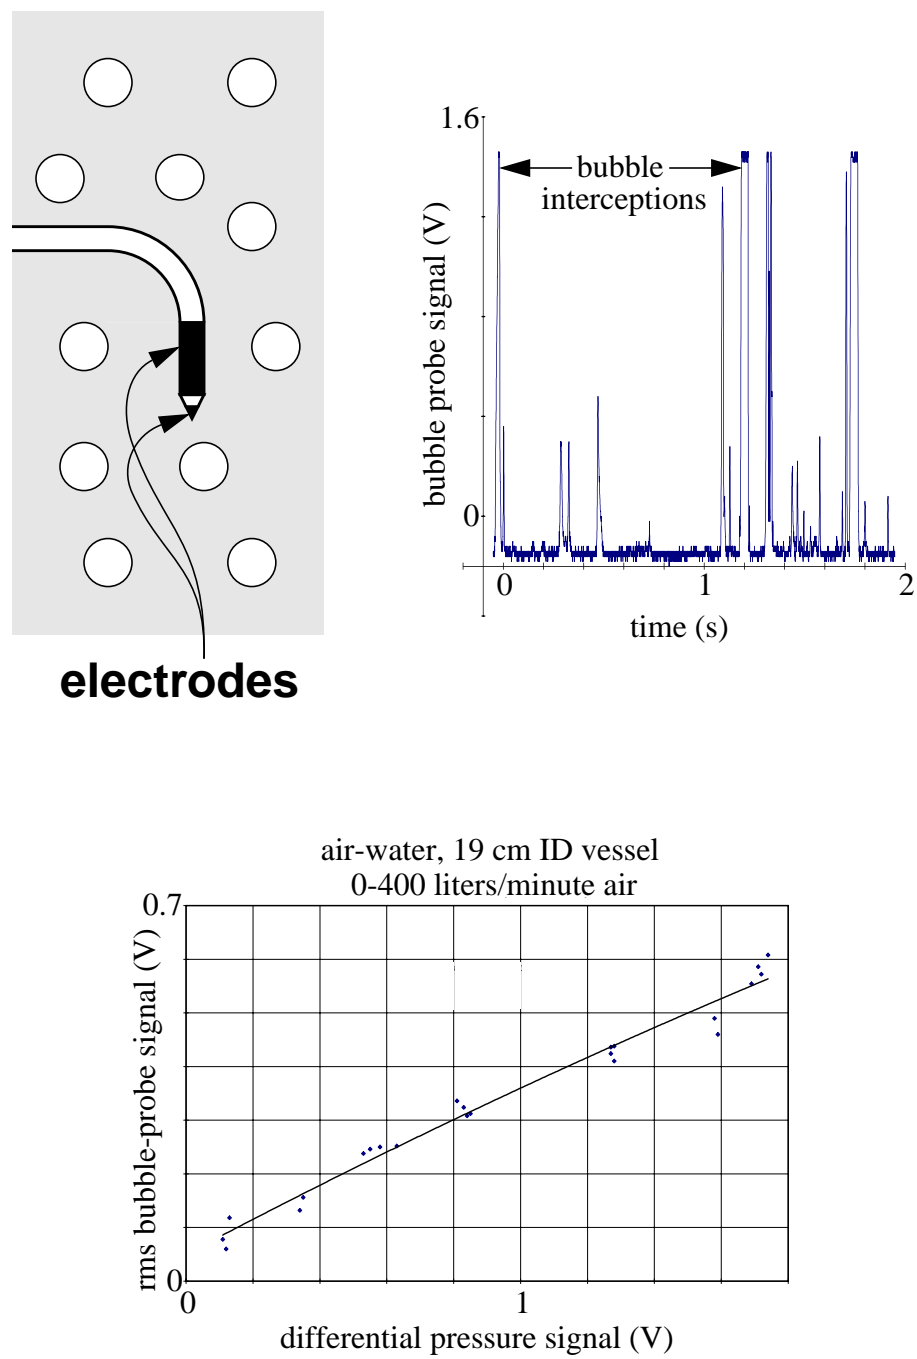 electrodes
1.6
bubble
interceptions
bubble probe signal (V)
0
0 1 2
time (s)
air-water, 19 cm ID vessel
0-400 liters/minute air
0.7
rms bubble-probe signal (V)
0
0 1
differential pressure signal (V)